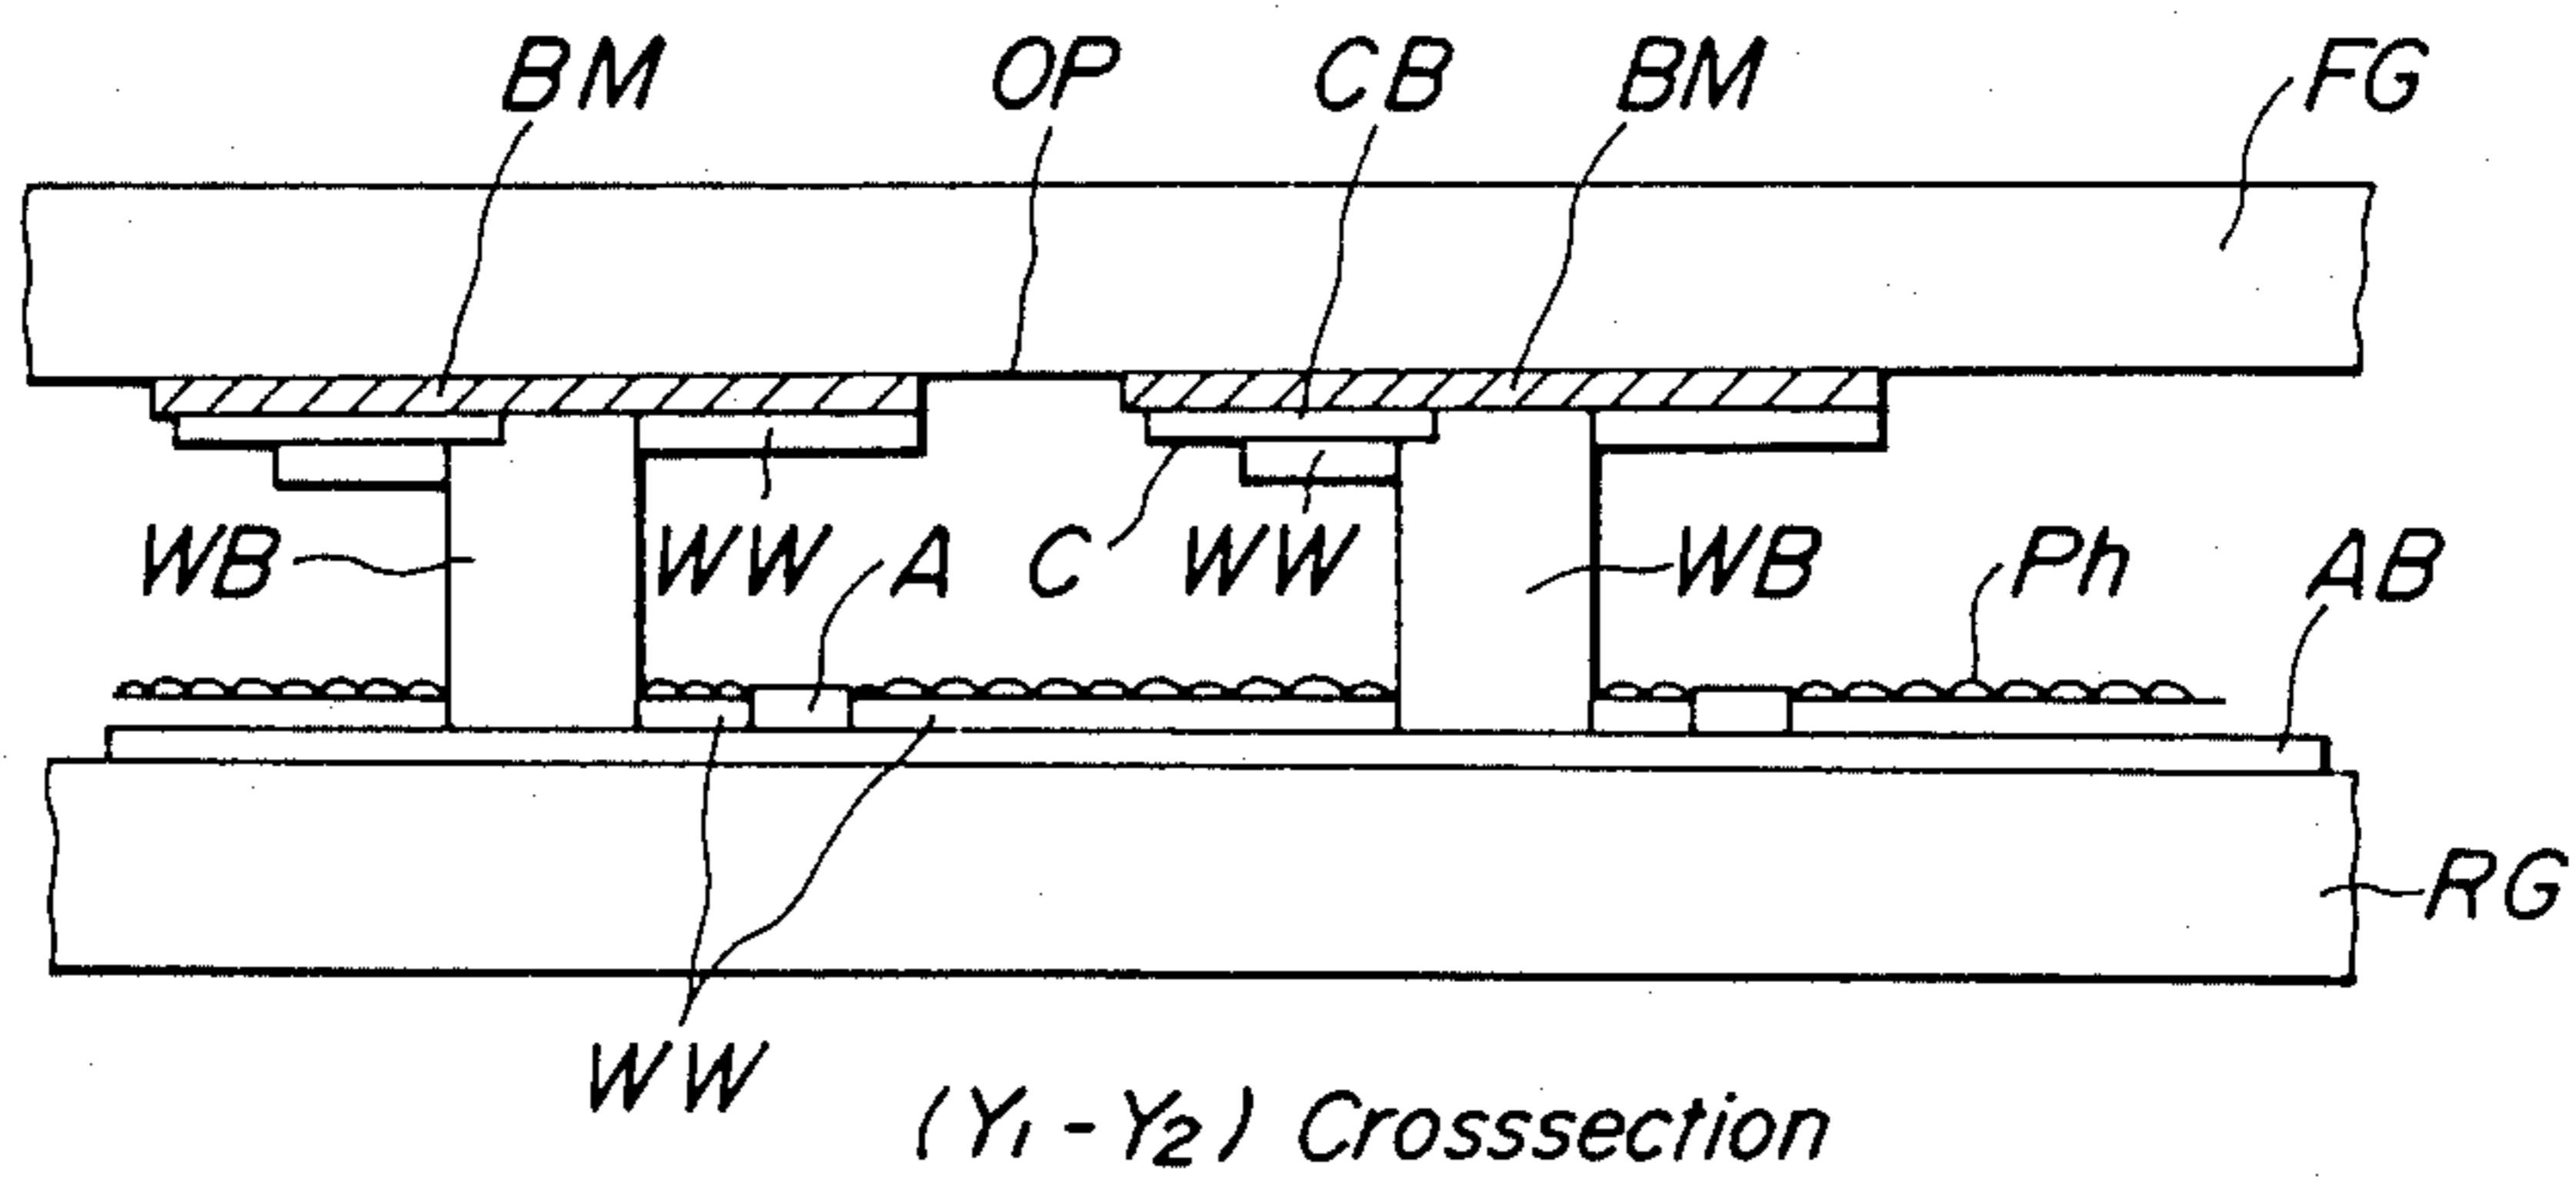 BM OP CB BM FG
WB WW A C WW WB Ph AB
RG
WW
(Y1-Y2) Crosssection